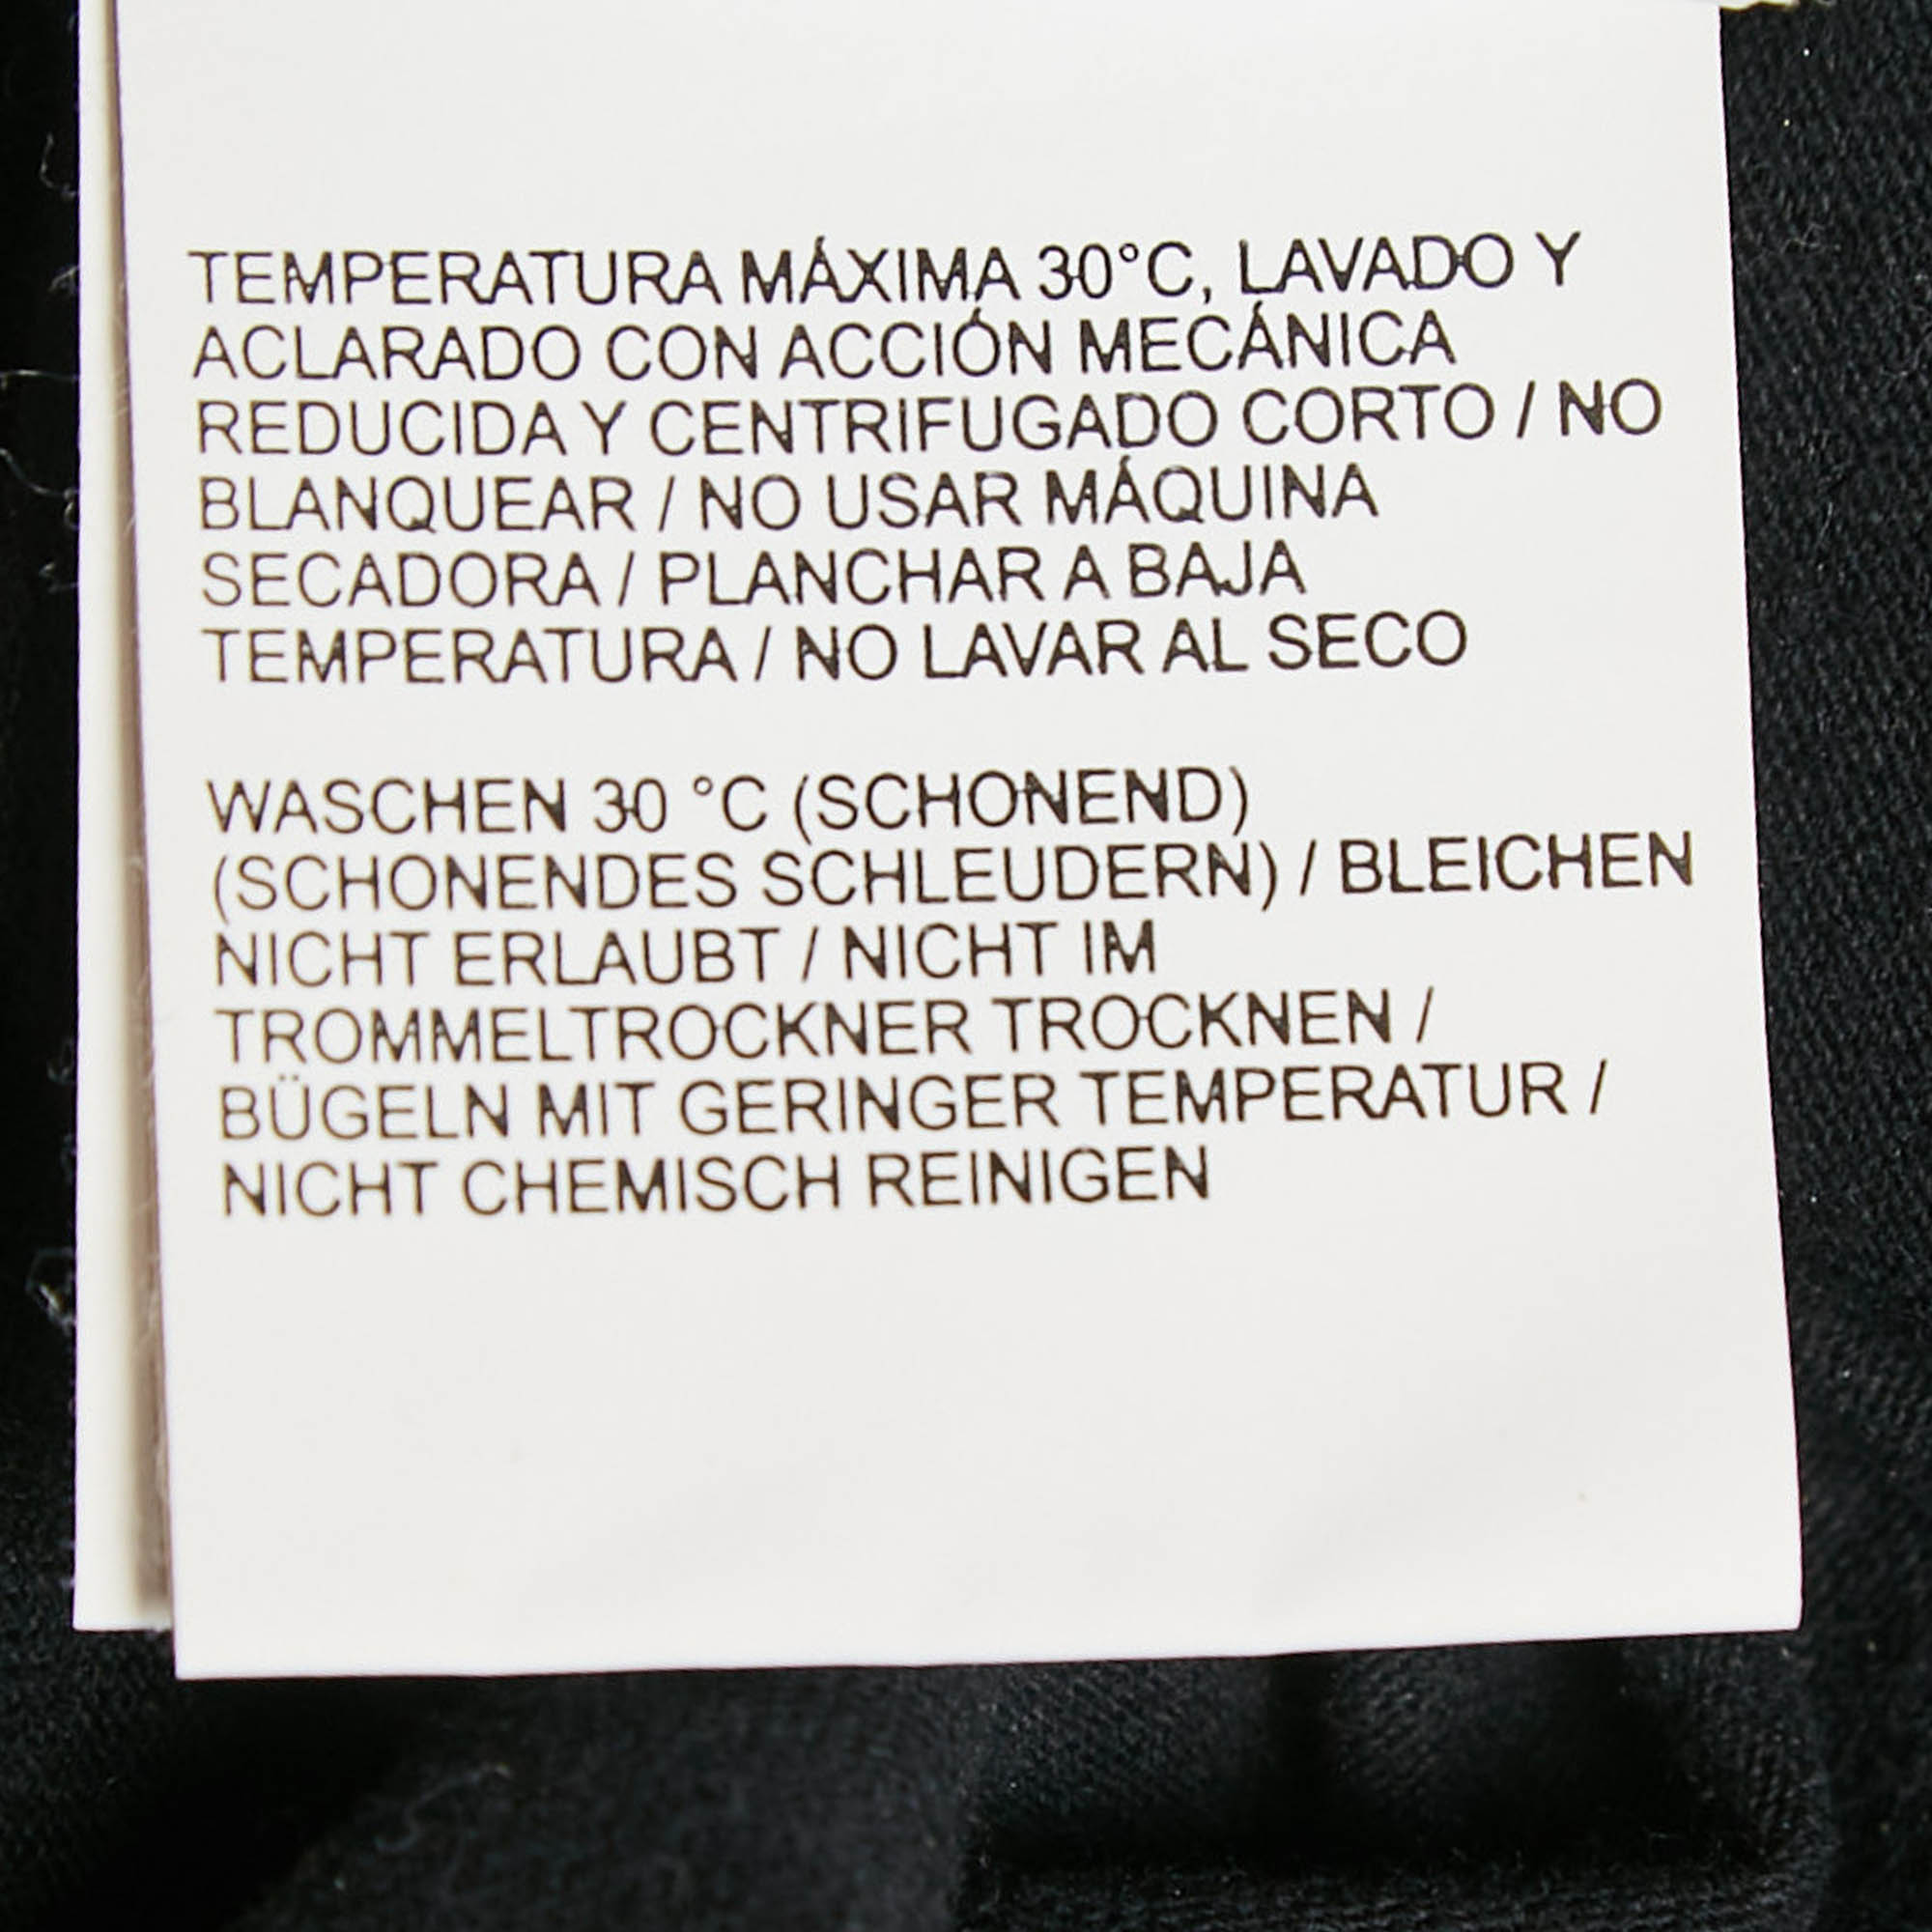 TEMPERATURA MÁXIMA 30°C, LAVADO Y
ACLARADO CON ACCIÓN MECÁNICA
REDUCIDA Y CENTRIFUGADO CORTO / NO
BLANQUEAR / NO USAR MÁQUINA
SECADORA / PLANCHAR A BAJA
TEMPERATURA / NO LAVAR AL SECO
WASCHEN 30 °C (SCHONEND)
(SCHONENDES SCHLEUDERN) / BLEICHEN
NICHT ERLAUBT / NICHT IM
TROMMELTROCKNER TROCKNEN /
BÜGELN MIT GERINGER TEMPERATUR /
NICHT CHEMISCH REINIGEN